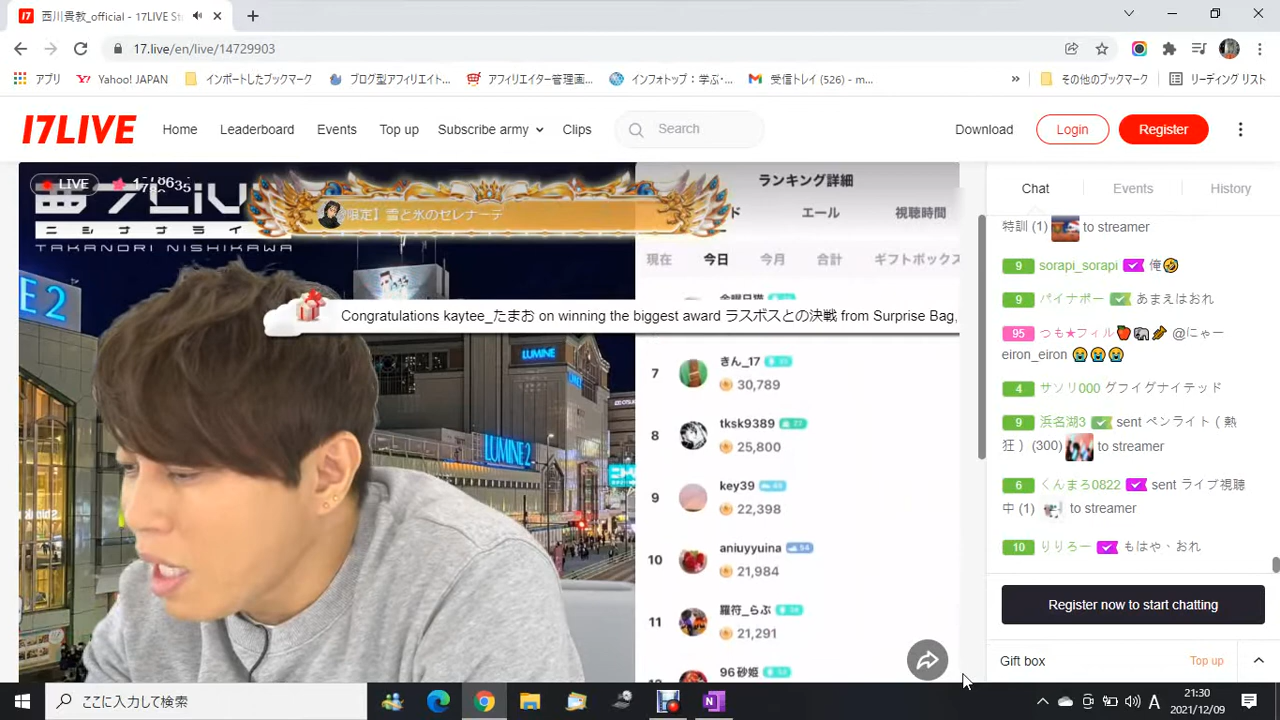 西川貴教_official - 17LIVE St
17.live/en/live/14729903
アプリ
Yahoo! JAPAN
インポートしたブックマーク
ブログ型アフィリエイト...
アフィリエイター管理画...
インフォトップ：学ぶ・...
受信トレイ (526) - m...
»
その他のブックマーク
リーディング リスト
17LIVE
Home
Leaderboard
Events
Top up
Subscribe army
Clips
Search
Download
Login
Register
LIVE
西7LiV
ニシナナライ
TAKANORI NISHIKAWA
限定】雪と氷のセレナーデ
Congratulations kaytee_たまお on winning the biggest award ラスボスとの決戦 from Surprise Bag,
LUMINE
LUMINE 2
ランキング詳細
エール
視聴時間
現在
今日
今月
合計
ギフトボックス
7
きん_17
30,789
8
tksk9389
25,800
9
key39
22,398
10
aniuyyuina
54
21,984
11
羅符_らぶ
21,291
96砂姫
Chat
Events
History
特訓 (1) to streamer
9 sorapi_sorapi 俺🤣
9 パイナポー あまえはおれ
95 つも★フィル🍎🐘🥕 @にゃー
eiron_eiron 😭😭😭
4 サソリ000 グフイグナイテッド
9 浜名湖3 sent ペンライト ( 熱
狂 ) (300) to streamer
6 くんまろ0822 sent ライブ視聴
中 (1) to streamer
10 りりろー もはや、おれ
Register now to start chatting
Gift box
Top up
ここに入力して検索
A
21:30
2021/12/09